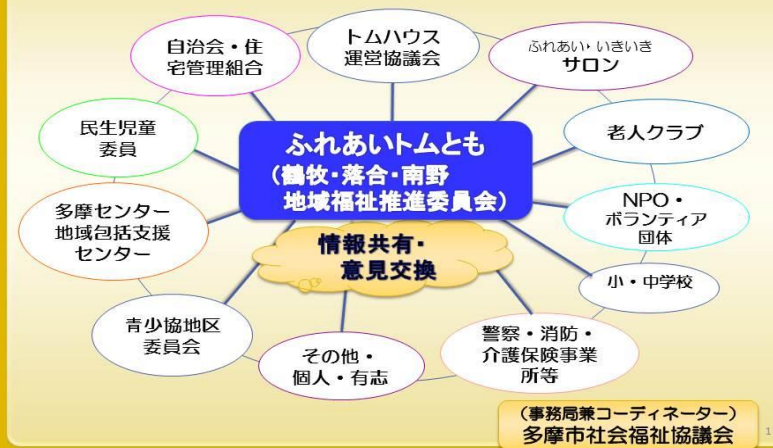 トムハウス
運営協議会
自治会・住
宅管理組合
ふれあい・いきいき
サロン
民生児童
委員
ふれあいトムとも
(鶴牧・落合・南野
地域福祉推進委員会)
老人クラブ
多摩センター
地域包括支援
センター
NPO・
ボランティア
団体
情報共有・
意見交換
小・中学校
青少協地区
委員会
その他・
個人・有志
警察・消防・
介護保険事業
所等
(事務局兼コーディネーター)
多摩市社会福祉協議会
1